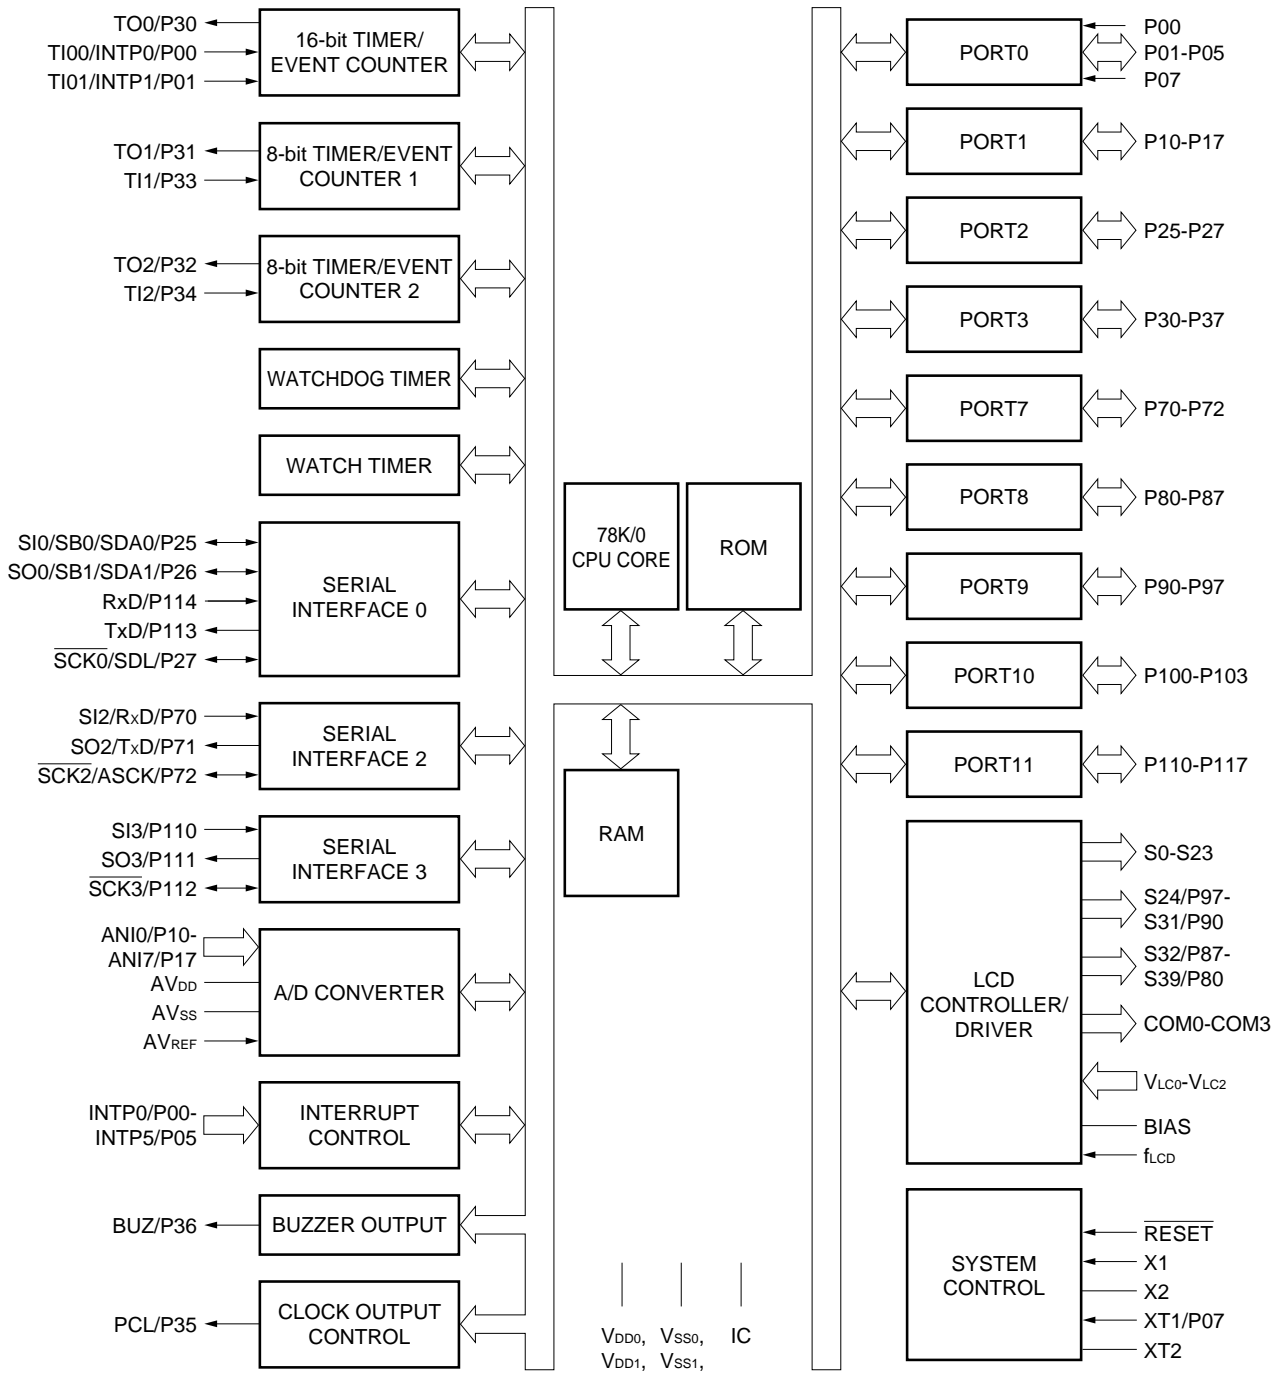 TO0/P30
TI00/INTP0/P00
TI01/INTP1/P01
16-bit TIMER/
EVENT COUNTER
TO1/P31
TI1/P33
8-bit TIMER/EVENT
COUNTER 1
TO2/P32
TI2/P34
8-bit TIMER/EVENT
COUNTER 2
WATCHDOG TIMER
WATCH TIMER
SI0/SB0/SDA0/P25
SO0/SB1/SDA1/P26
RxD/P114
TxD/P113
SCK0/SDL/P27
SERIAL
INTERFACE 0
SI2/RxD/P70
SO2/TxD/P71
SCK2/ASCK/P72
SERIAL
INTERFACE 2
SI3/P110
SO3/P111
SCK3/P112
SERIAL
INTERFACE 3
ANI0/P10-
ANI7/P17
AVDD
AVSS
AVREF
A/D CONVERTER
INTP0/P00-
INTP5/P05
INTERRUPT
CONTROL
BUZ/P36
BUZZER OUTPUT
PCL/P35
CLOCK OUTPUT
CONTROL
78K/0
CPU CORE
ROM
RAM
VDD0,
VDD1,
VSS0,
VSS1,
IC
PORT0
P00
P01-P05
P07
PORT1
P10-P17
PORT2
P25-P27
PORT3
P30-P37
PORT7
P70-P72
PORT8
P80-P87
PORT9
P90-P97
PORT10
P100-P103
PORT11
P110-P117
LCD
CONTROLLER/
DRIVER
S0-S23
S24/P97-
S31/P90
S32/P87-
S39/P80
COM0-COM3
VLC0-VLC2
BIAS
fLCD
SYSTEM
CONTROL
RESET
X1
X2
XT1/P07
XT2